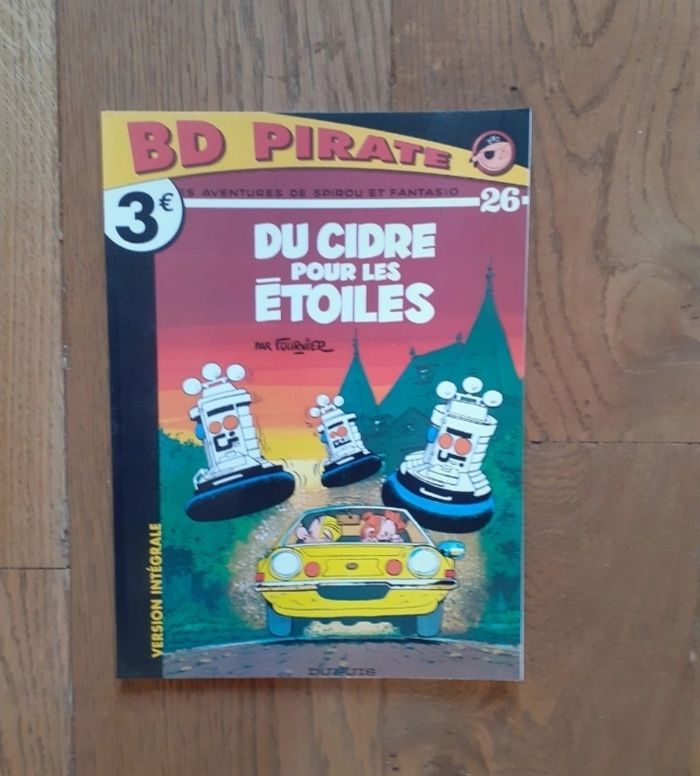 BD PIRATE
ES AVENTURES DE SPIROU ET FANTASIO
26
3€
DU CIDRE
POUR LES
ÉTOILES
PAR FOURNIER
VERSION INTÉGRALE
DUPUIS